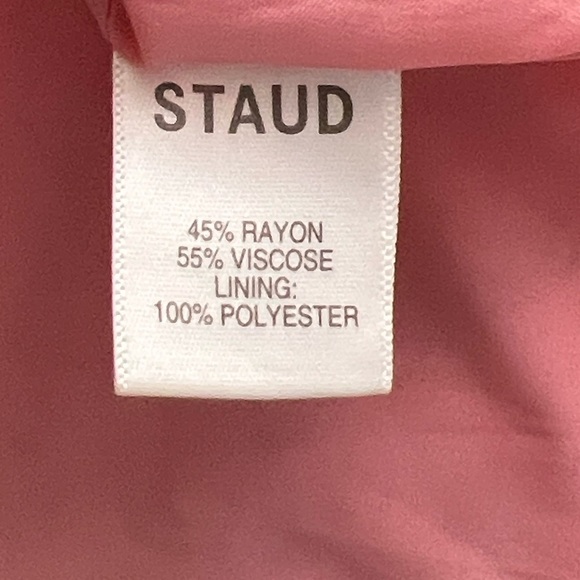 STAUD
45% RAYON
55% VISCOSE
LINING:
100% POLYESTER